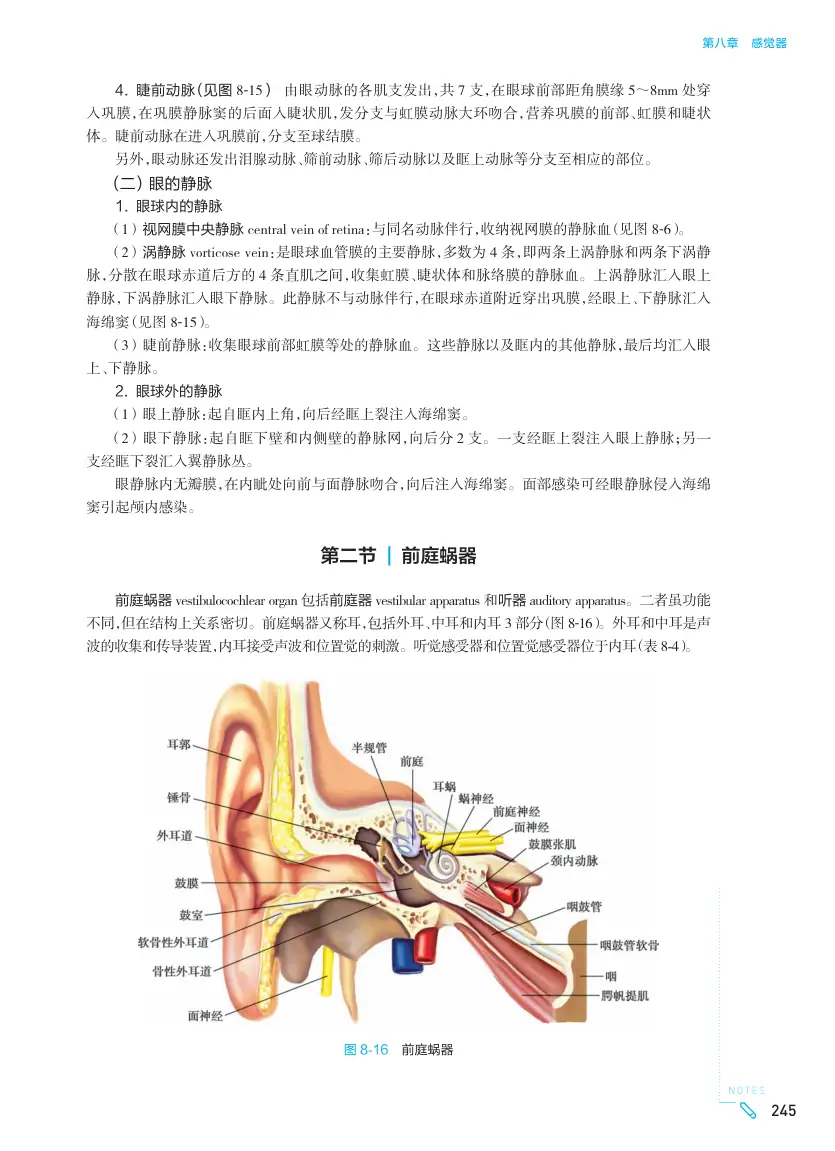 第八章　感觉器
4. 睫前动脉（见图 8-15）　由眼动脉的各肌支发出，共 7 支，在眼球前部距角膜缘 5～8mm 处穿
入巩膜，在巩膜静脉窦的后面入睫状肌，发分支与虹膜动脉大环吻合，营养巩膜的前部、虹膜和睫状
体。睫前动脉在进入巩膜前，分支至球结膜。
另外，眼动脉还发出泪腺动脉、筛前动脉、筛后动脉以及眶上动脉等分支至相应的部位。
（二）眼的静脉
1. 眼球内的静脉
（1）视网膜中央静脉 central vein of retina：与同名动脉伴行，收纳视网膜的静脉血（见图 8-6）。
（2）涡静脉 vorticose vein：是眼球血管膜的主要静脉，多数为 4 条，即两条上涡静脉和两条下涡静
脉，分散在眼球赤道后方的 4 条直肌之间，收集虹膜、睫状体和脉络膜的静脉血。上涡静脉汇入眼上
静脉，下涡静脉汇入眼下静脉。此静脉不与动脉伴行，在眼球赤道附近穿出巩膜，经眼上、下静脉汇入
海绵窦（见图 8-15）。
（3）睫前静脉：收集眼球前部虹膜等处的静脉血。这些静脉以及眶内的其他静脉，最后均汇入眼
上、下静脉。
2. 眼球外的静脉
（1）眼上静脉：起自眶内上角，向后经眶上裂注入海绵窦。
（2）眼下静脉：起自眶下壁和内侧壁的静脉网，向后分 2 支。一支经眶上裂注入眼上静脉；另一
支经眶下裂汇入翼静脉丛。
眼静脉内无瓣膜，在内眦处向前与面静脉吻合，向后注入海绵窦。面部感染可经眼静脉侵入海绵
窦引起颅内感染。
第二节｜前庭蜗器
前庭蜗器 vestibulocochlear organ 包括前庭器 vestibular apparatus 和听器 auditory apparatus。二者虽功能
不同，但在结构上关系密切。前庭蜗器又称耳，包括外耳、中耳和内耳 3 部分（图 8-16）。外耳和中耳是声
波的收集和传导装置，内耳接受声波和位置觉的刺激。听觉感受器和位置觉感受器位于内耳（表 8-4）。
耳郭
半规管
前庭
耳蜗
锤骨
蜗神经
前庭神经
面神经
外耳道
鼓膜张肌
颈内动脉
鼓膜
咽鼓管
鼓室
软骨性外耳道
咽鼓管软骨
骨性外耳道
咽
腭帆提肌
面神经
图 8-16　前庭蜗器
NOTES
245